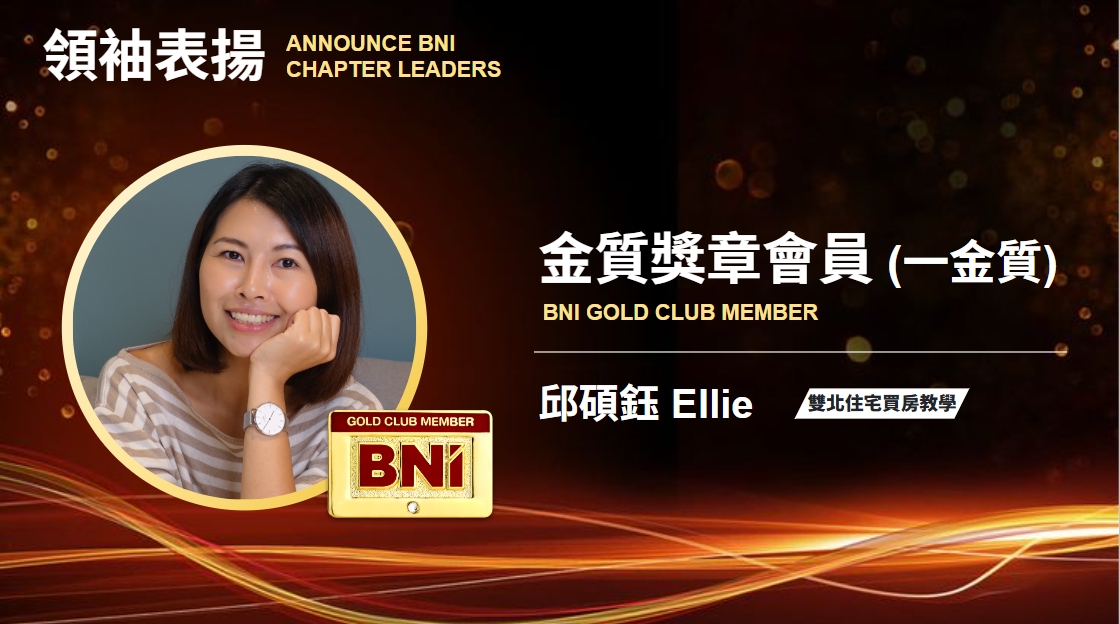 領袖表揚
ANNOUNCE BNI
CHAPTER LEADERS
金質獎章會員 (一金質)
BNI GOLD CLUB MEMBER
邱碩鈺 Ellie
雙北住宅買房教學
GOLD CLUB MEMBER
BNI